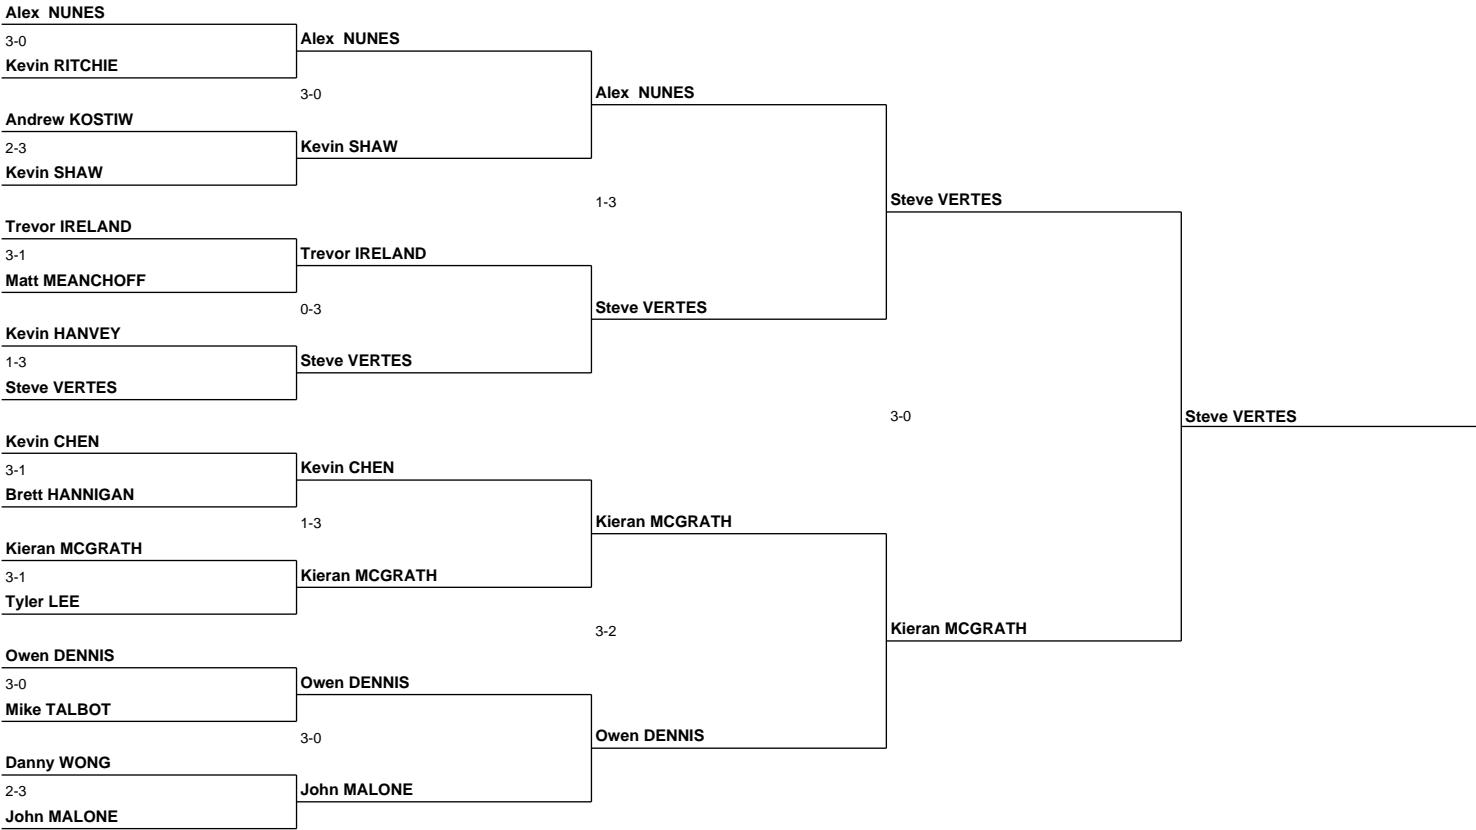 Alex  NUNES
3-0
Kevin RITCHIE
Andrew KOSTIW
2-3
Kevin SHAW
Trevor IRELAND
3-1
Matt MEANCHOFF
Kevin HANVEY
1-3
Steve VERTES
Kevin CHEN
3-1
Brett HANNIGAN
Kieran MCGRATH
3-1
Tyler LEE
Owen DENNIS
3-0
Mike TALBOT
Danny WONG
2-3
John MALONE
Alex  NUNES
3-0
Kevin SHAW
Trevor IRELAND
0-3
Steve VERTES
Kevin CHEN
1-3
Kieran MCGRATH
Owen DENNIS
3-0
John MALONE
Alex  NUNES
1-3
Steve VERTES
Kieran MCGRATH
3-2
Owen DENNIS
Steve VERTES
3-0
Kieran MCGRATH
Steve VERTES